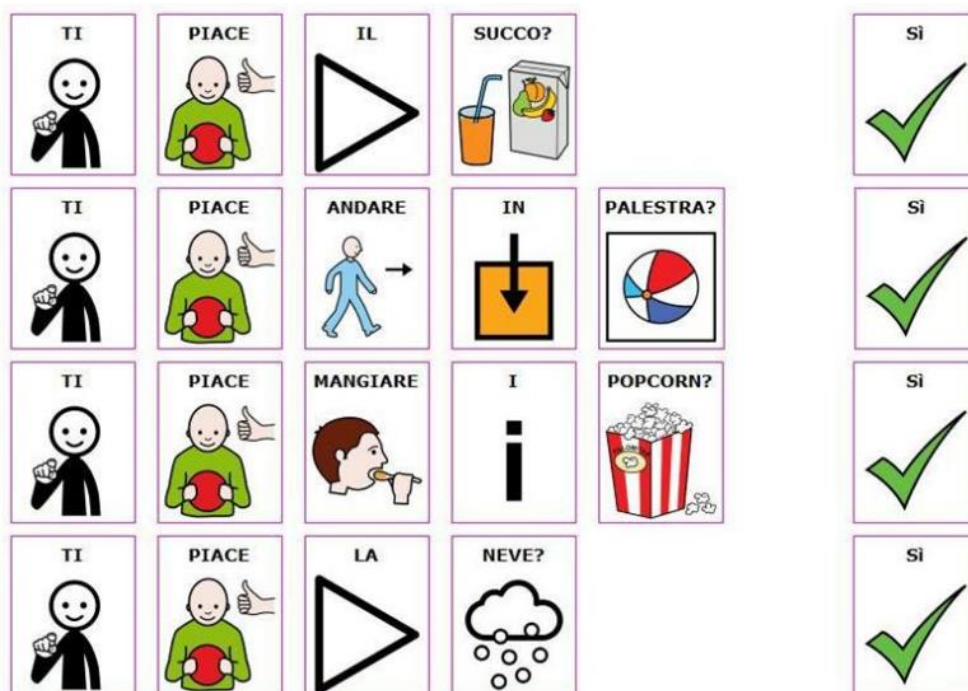 TI PIACE IL SUCCO? Sì
TI PIACE ANDARE IN PALESTRA? Sì
TI PIACE MANGIARE I POPCORN? Sì
TI PIACE LA NEVE? Sì